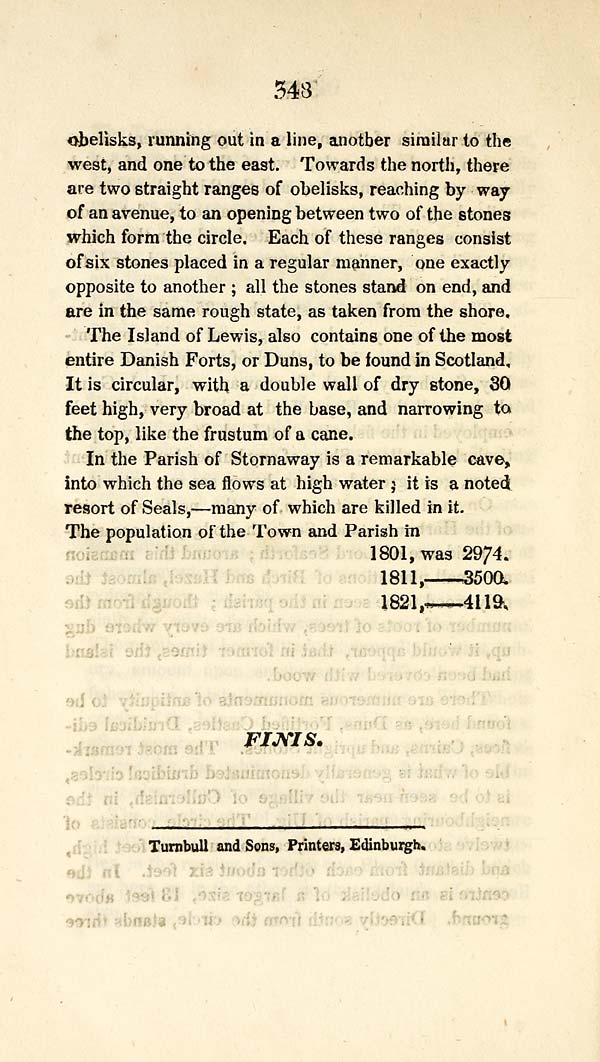 348
obelisks, running out in a line, another similar to the
west, and one to the east. Towards the north, there
are two straight ranges of obelisks, reaching by way
of an avenue, to an opening between two of the stones
which form the circle. Each of these ranges consist
of six stones placed in a regular manner, one exactly
opposite to another ; all the stones stand on end, and
are in the same rough state, as taken from the shore.
The Island of Lewis, also contains one of the most
entire Danish Forts, or Duns, to be found in Scotland.
It is circular, with a double wall of dry stone, 30
feet high, very broad at the base, and narrowing to
the top, like the frustum of a cane.
In the Parish of Stornaway is a remarkable cave,
into which the sea flows at high water ; it is a noted
resort of Seals,—many of which are killed in it.
The population of the Town and Parish in
1801, was 2974.
1811,——3500.
1821,——4119.
FINIS.
Turnbull and Sons, Printers, Edinburgh.